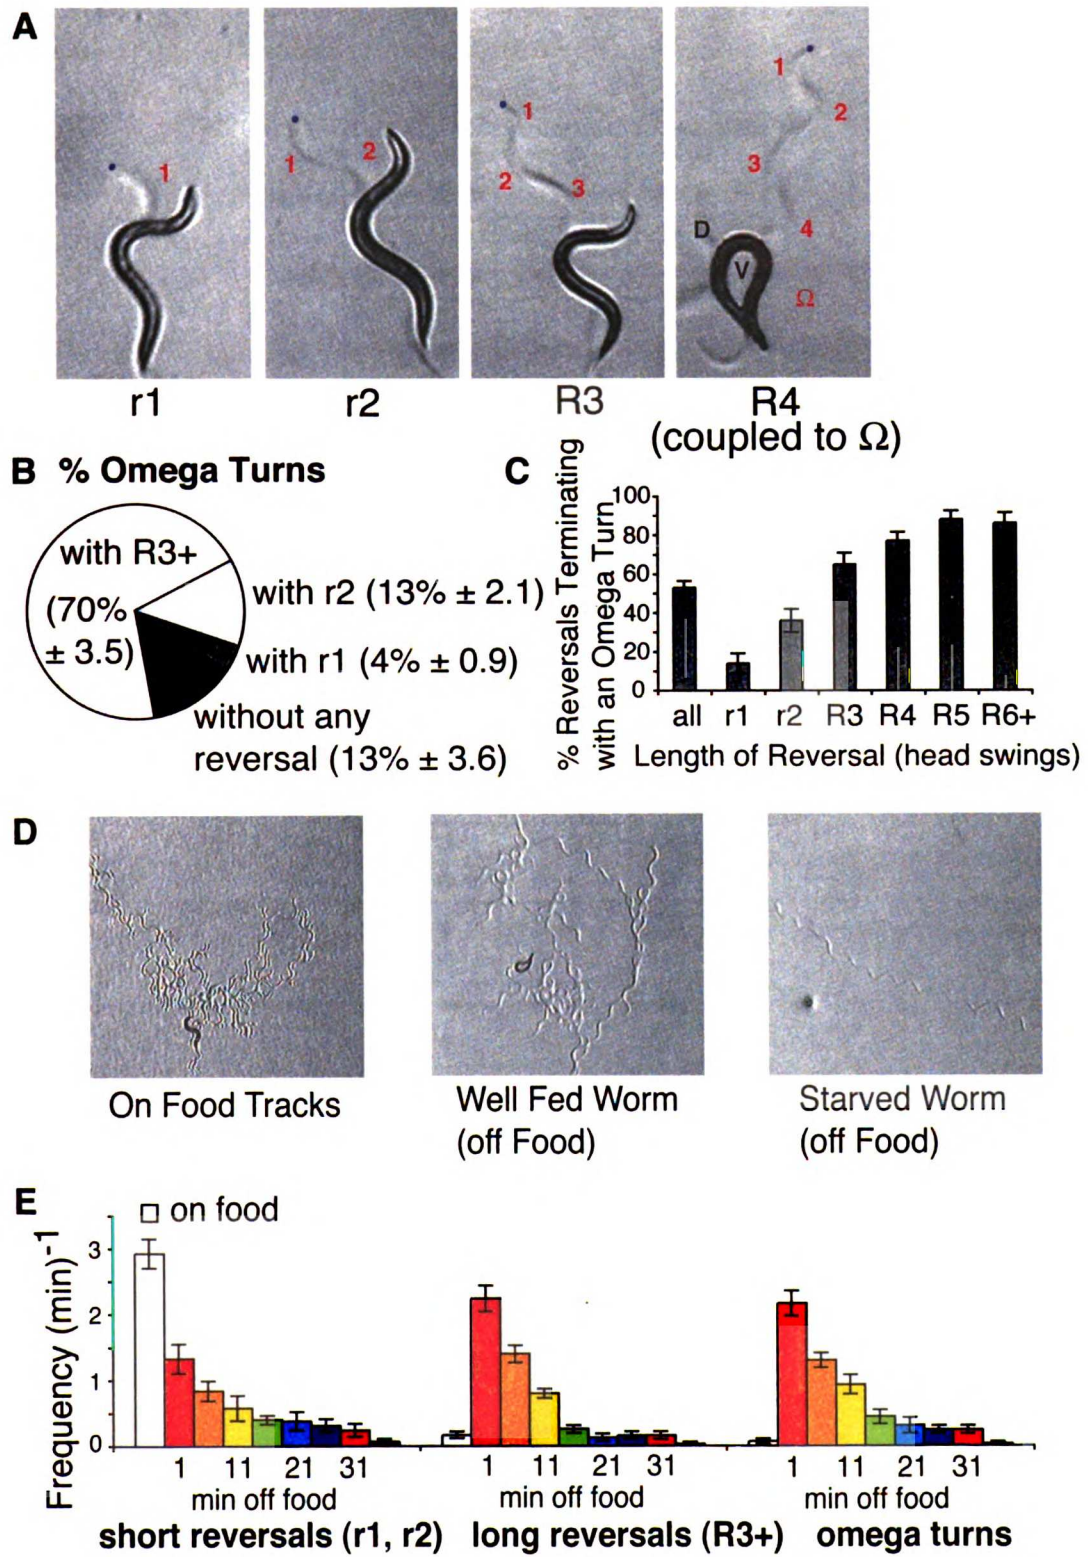 A
1
1
2
1
2
3
1
2
3
4
D
V
Ω
r1
r2
R3
R4
(coupled to Ω)
B % Omega Turns
with R3+
(70%
± 3.5)
with r2 (13% ± 2.1)
with r1 (4% ± 0.9)
without any
reversal (13% ± 3.6)
C
% Reversals Terminating
with an Omega Turn
100
80
60
40
20
0
all r1 r2 R3 R4 R5 R6+
Length of Reversal (head swings)
D
On Food Tracks
Well Fed Worm
(off Food)
Starved Worm
(off Food)
E
on food
Frequency (min)-1
3
2
1
0
1 11 21 31
min off food
short reversals (r1, r2)
1 11 21 31
min off food
long reversals (R3+)
1 11 21 31
min off food
omega turns